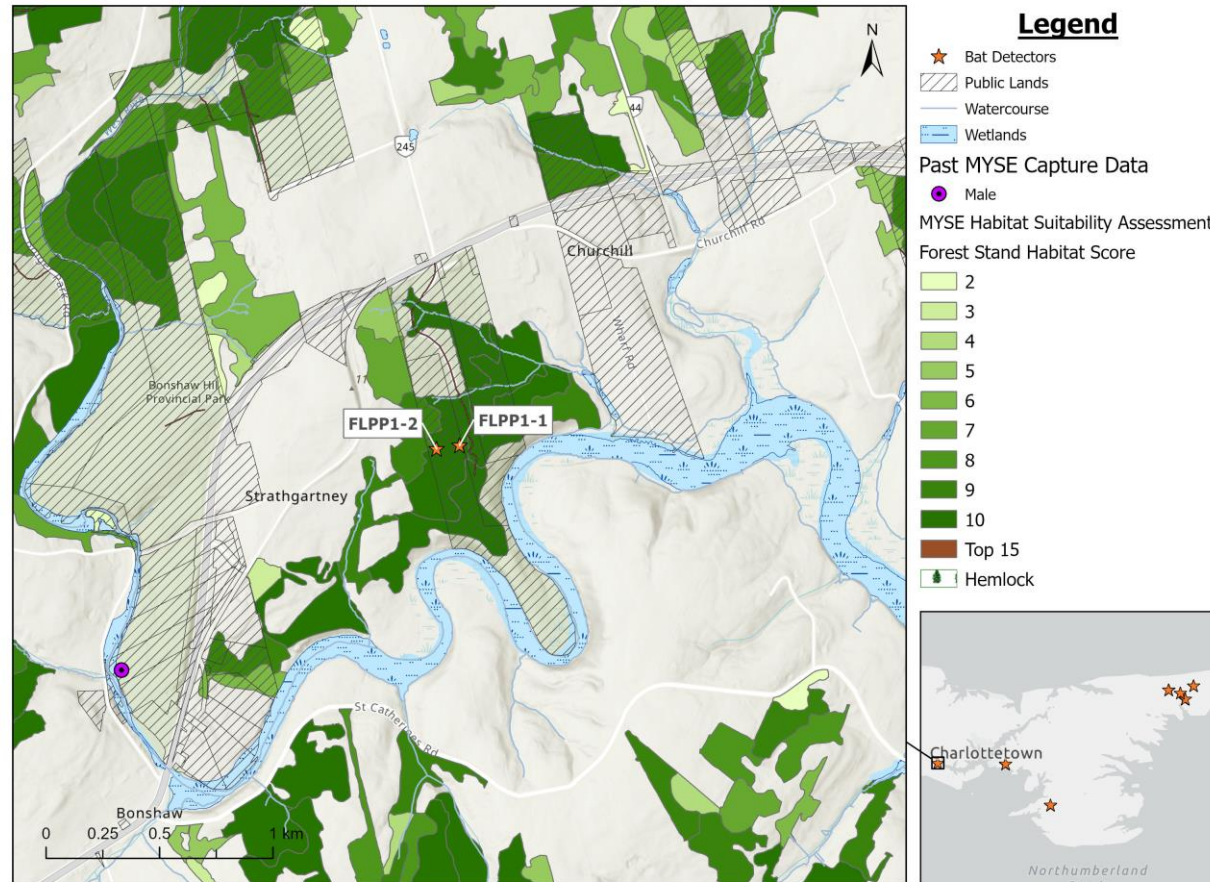 N
44
245
Churchill Rd
Churchill
Wharf Rd
Bonshaw Hill
Provincial Park
11
FLPP1-2
FLPP1-1
Strathgartney
St Catherines Rd
Bonshaw
0 0.25 0.5 1 km
Legend
Bat Detectors
Public Lands
Watercourse
Wetlands
Past MYSE Capture Data
Male
MYSE Habitat Suitability Assessment
Forest Stand Habitat Score
2
3
4
5
6
7
8
9
10
Top 15
Hemlock
Charlottetown
Northumberland